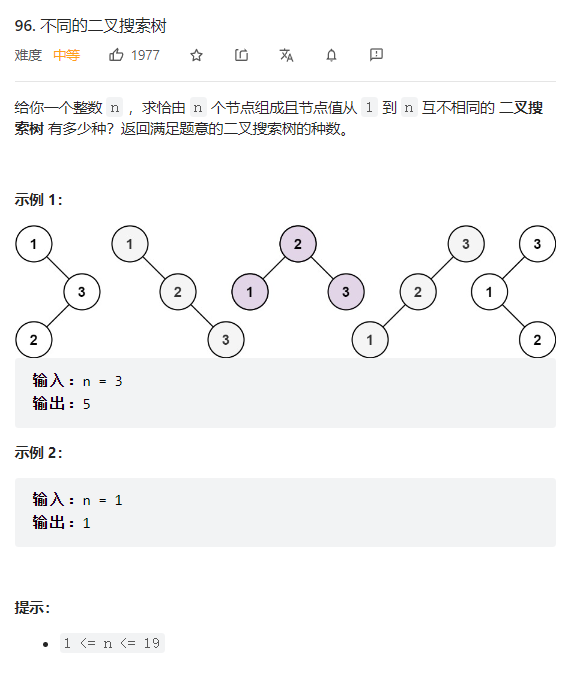 96. 不同的二叉搜索树
难度 中等 1977
给你一个整数 n ，求恰由 n 个节点组成且节点值从 1 到 n 互不相同的 二叉搜
索树 有多少种？返回满足题意的二叉搜索树的种数。
示例 1：
1 1 2 3 3
3 2 1 3 2 1
2 3 1 2
输入：n = 3
输出：5
示例 2：
输入：n = 1
输出：1
提示：
• 1 <= n <= 19